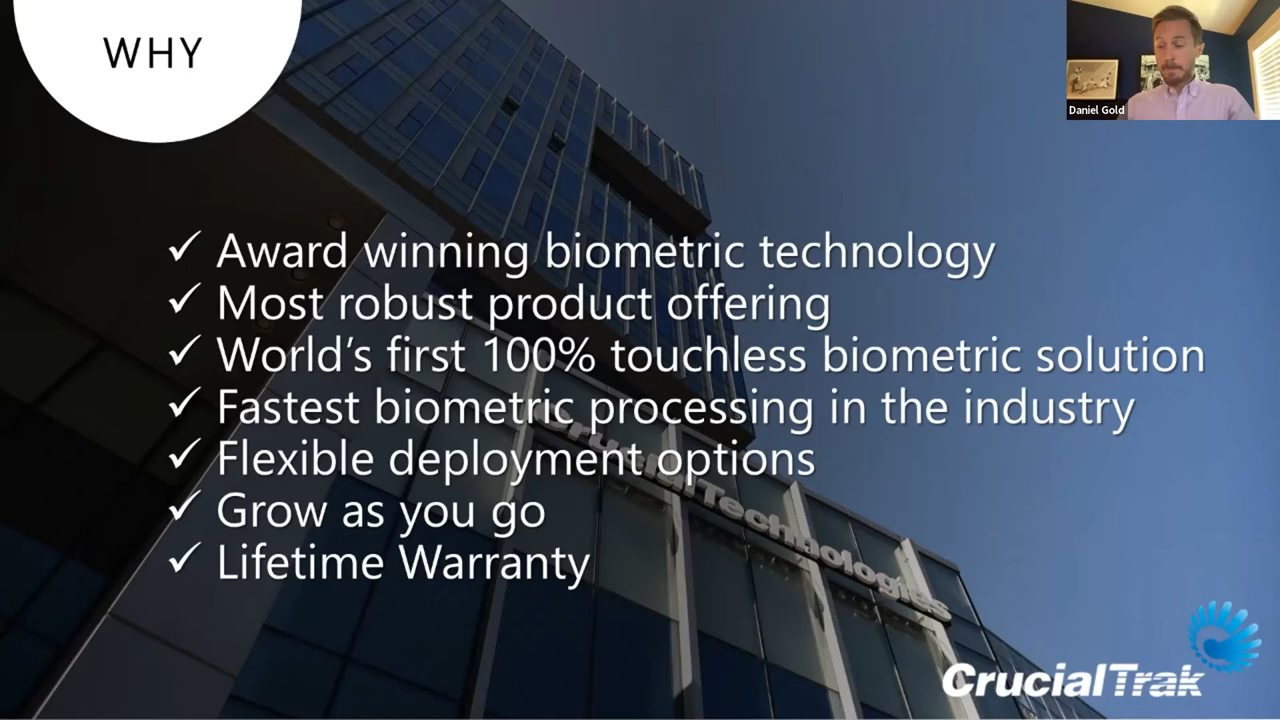 WHY
Daniel Gold
✓ Award winning biometric technology
✓ Most robust product offering
✓ World's first 100% touchless biometric solution
✓ Fastest biometric processing in the industry
✓ Flexible deployment options
✓ Grow as you go
✓ Lifetime Warranty
CrucialTechnologies
CrucialTrak